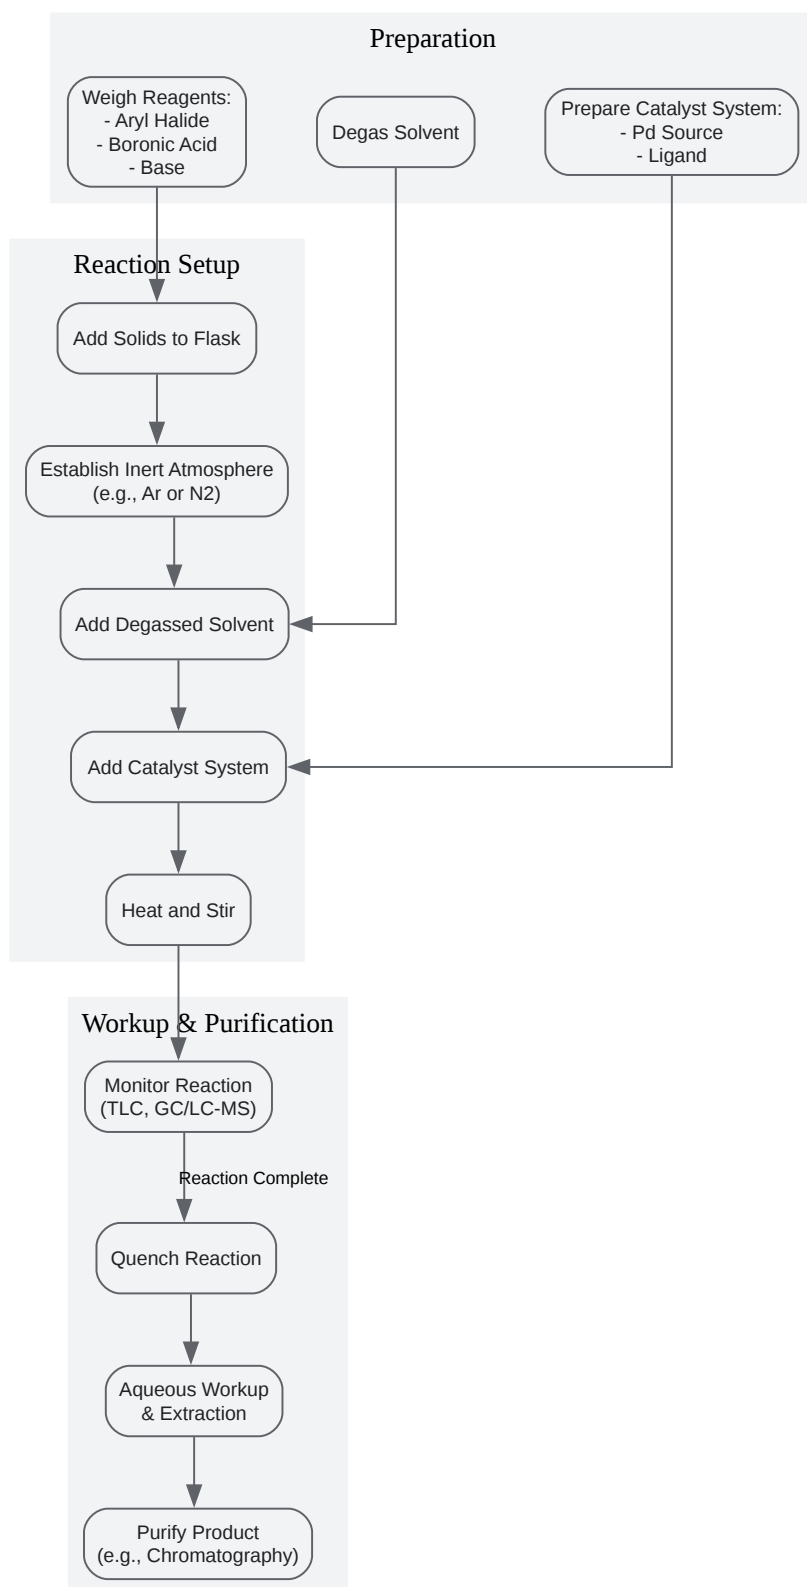 Preparation
Weigh Reagents:
- Aryl Halide
- Boronic Acid
- Base
Degas Solvent
Prepare Catalyst System:
- Pd Source
- Ligand
Reaction Setup
Add Solids to Flask
Establish Inert Atmosphere
(e.g., Ar or N2)
Add Degassed Solvent
Add Catalyst System
Heat and Stir
Workup & Purification
Monitor Reaction
(TLC, GC/LC-MS)
Reaction Complete
Quench Reaction
Aqueous Workup
& Extraction
Purify Product
(e.g., Chromatography)